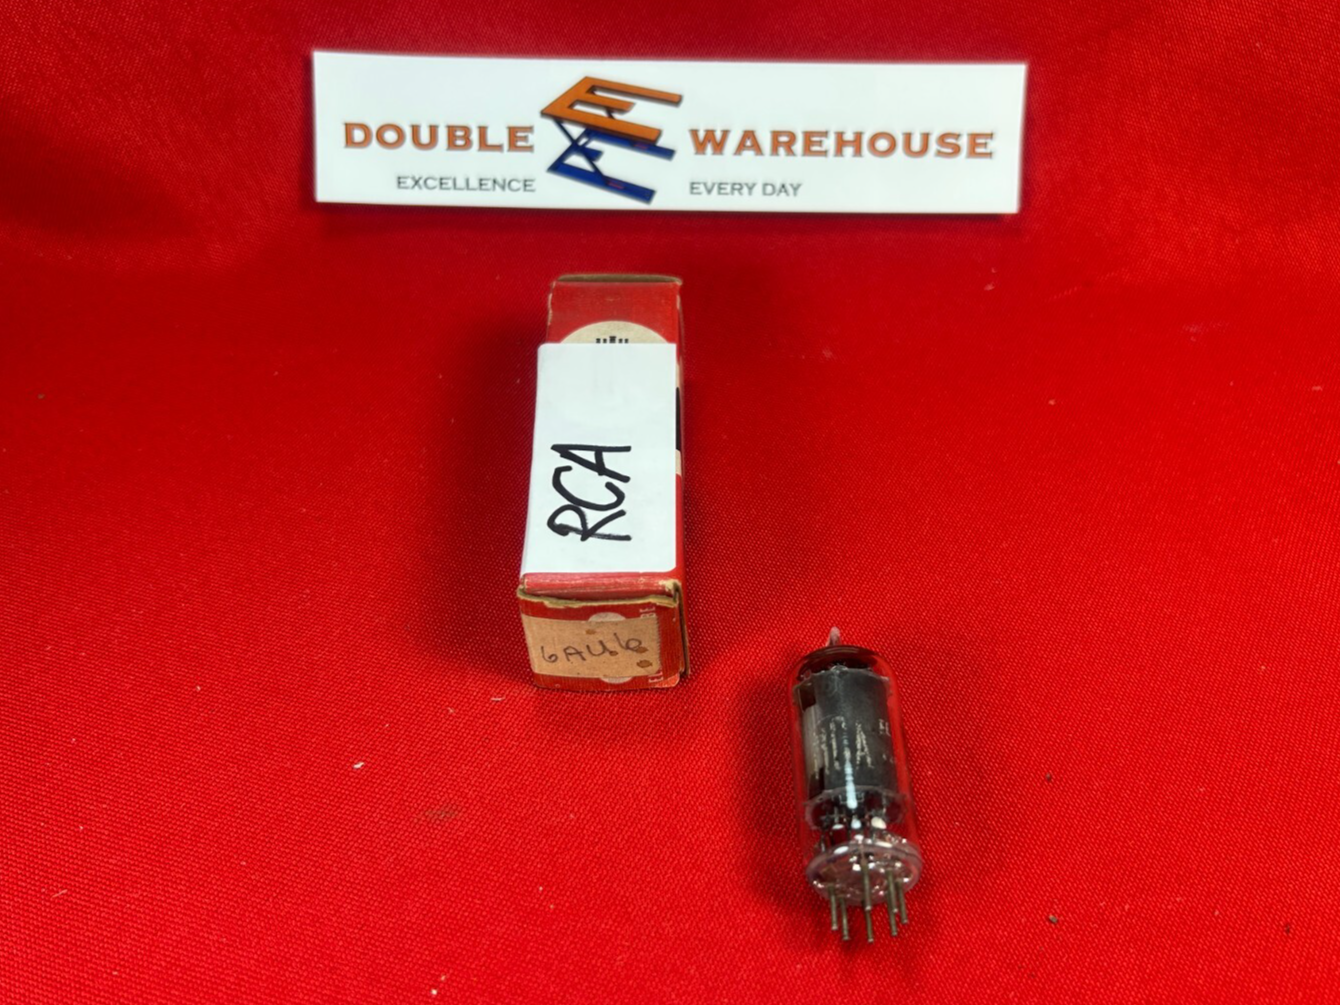 DOUBLE WAREHOUSE
EXCELLENCE EVERY DAY
RCA
6AU6